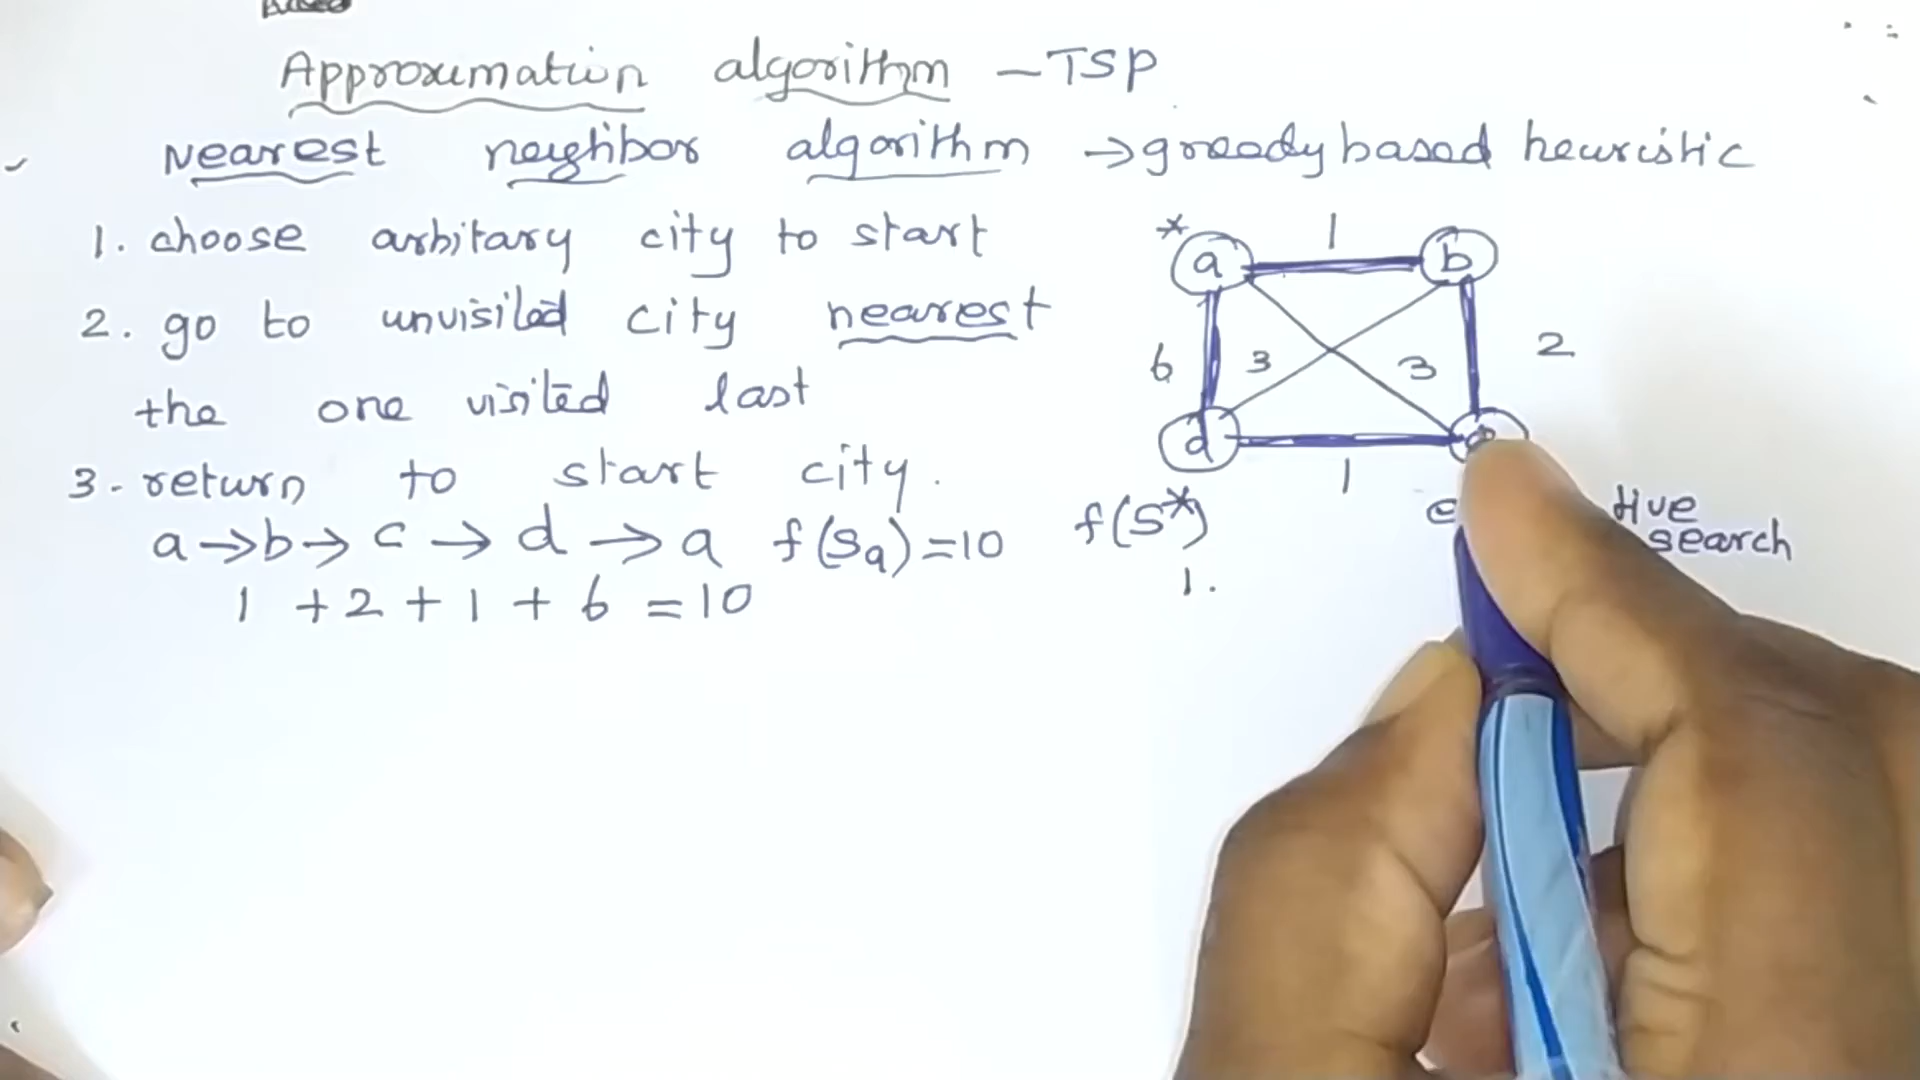 Approximation algorithm - TSP
Nearest neighbor algorithm → greedy based heuristic
1. choose arbitary city to start
2. go to unvisited city nearest
the one visited last
3. return to start city.
a → b → c → d → a f(Sa) = 10
1 + 2 + 1 + 6 = 10
* a 1 b
6 3 3 2
d 1
f(S*)
tive
search
1.